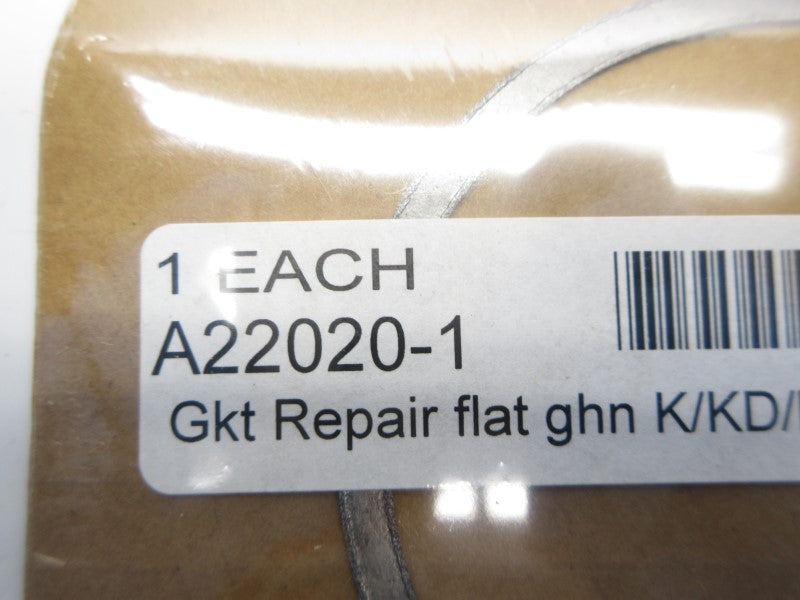 1 EACH
A22020-1
Gkt Repair flat ghn K/KD/